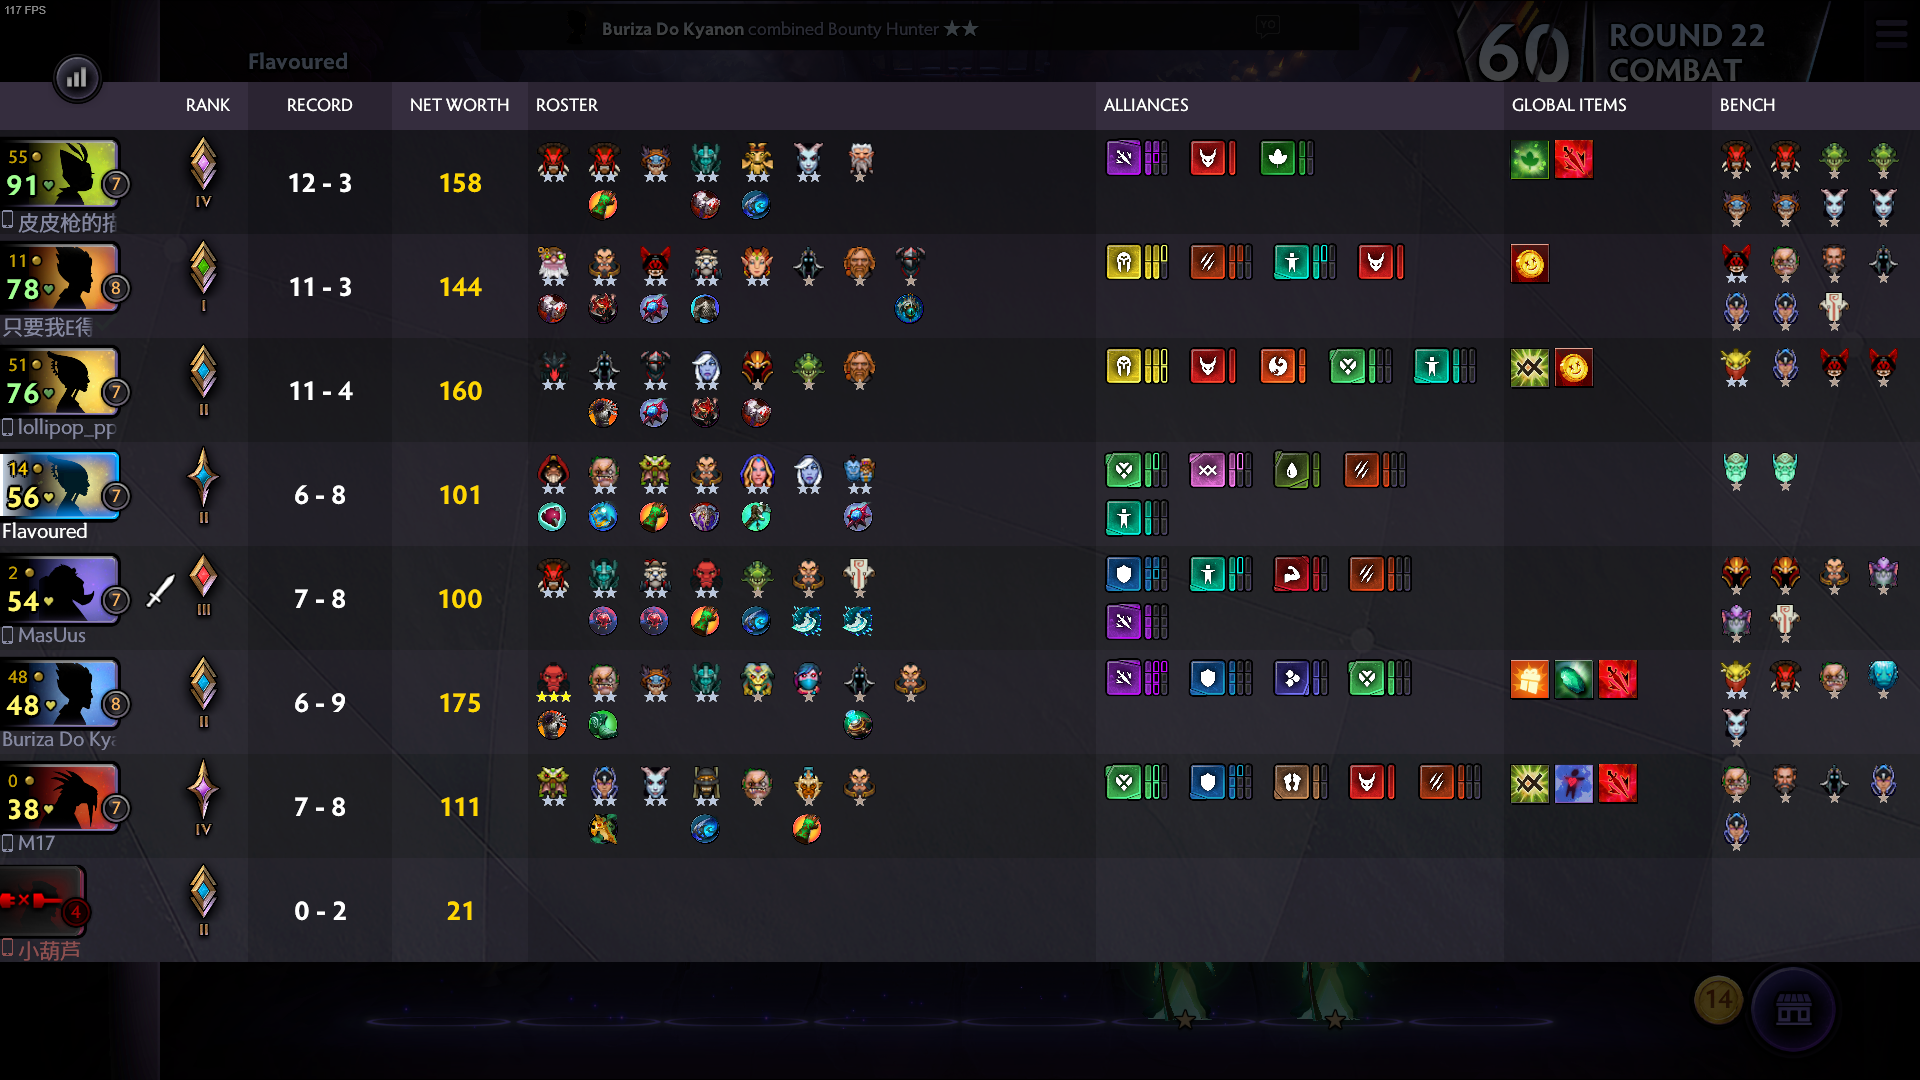 117 FPS
Buriza Do Kyanon combined Bounty Hunter ★★
YO
Flavoured
60
ROUND 22
COMBAT
RANK RECORD NET WORTH ROSTER ALLIANCES GLOBAL ITEMS BENCH
55
91 7
IV 12 - 3 158
皮皮枪的描
11
78 8
I 11 - 3 144
只要我E得
51
76 7
II 11 - 4 160
lollipop_pp
14
56 7
II 6 - 8 101
Flavoured
2
54 7
III 7 - 8 100
MasUus
48
48 8
II 6 - 9 175
Buriza Do Kya
0
38 7
IV 7 - 8 111
M17
4
II 0 - 2 21
小葫芦
14